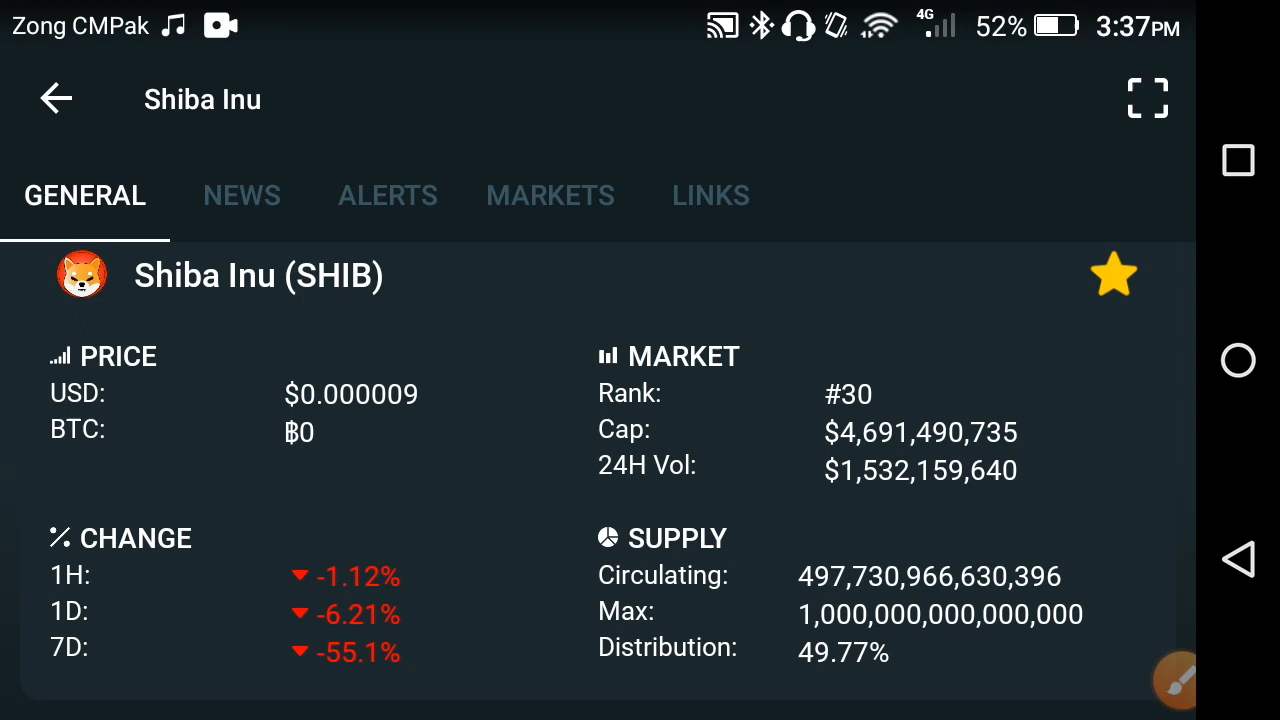 Zong CMPak 4G 52% 3:37PM
Shiba Inu
GENERAL NEWS ALERTS MARKETS LINKS
Shiba Inu (SHIB)
PRICE
USD: $0.000009
BTC: ฿0
MARKET
Rank: #30
Cap: $4,691,490,735
24H Vol: $1,532,159,640
CHANGE
1H: -1.12%
1D: -6.21%
7D: -55.1%
SUPPLY
Circulating: 497,730,966,630,396
Max: 1,000,000,000,000,000
Distribution: 49.77%